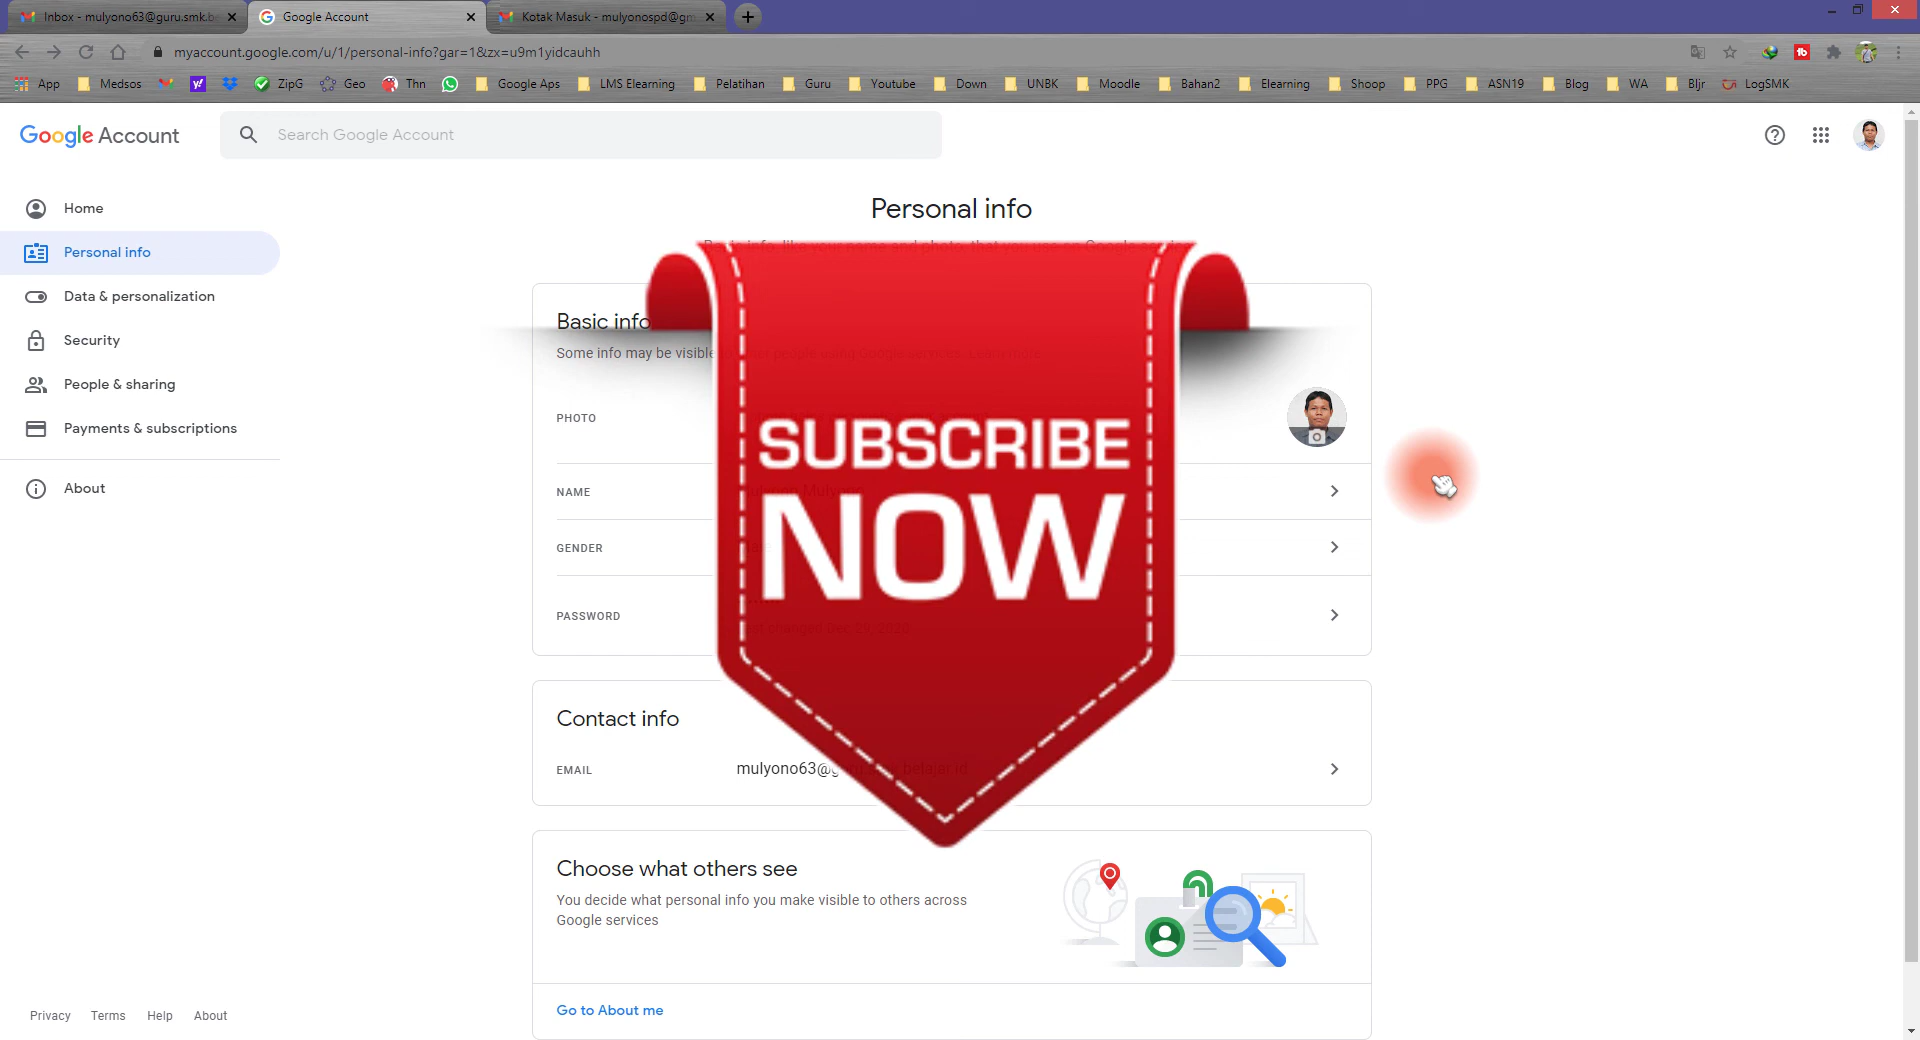 Inbox - mulyono63@guru.smk.b
Google Account
Kotak Masuk - mulyonospd@gm
myaccount.google.com/u/1/personal-info?gar=1&zx=u9m1yidcauhh
App
Medsos
ZipG
Geo
Thn
Google Aps
LMS Elearning
Pelatihan
Guru
Youtube
Down
UNBK
Moodle
Bahan2
Elearning
Shoop
PPG
ASN19
Blog
WA
Bljr
LogSMK
Google Account
Search Google Account
Home
Personal info
Data & personalization
Security
People & sharing
Payments & subscriptions
About
Personal info
Basic info
Some info may be visible
PHOTO
NAME
GENDER
PASSWORD
SUBSCRIBE
NOW
Contact info
EMAIL
mulyono63@guru.smk.belajar.id
Choose what others see
You decide what personal info you make visible to others across
Google services
Go to About me
Privacy
Terms
Help
About